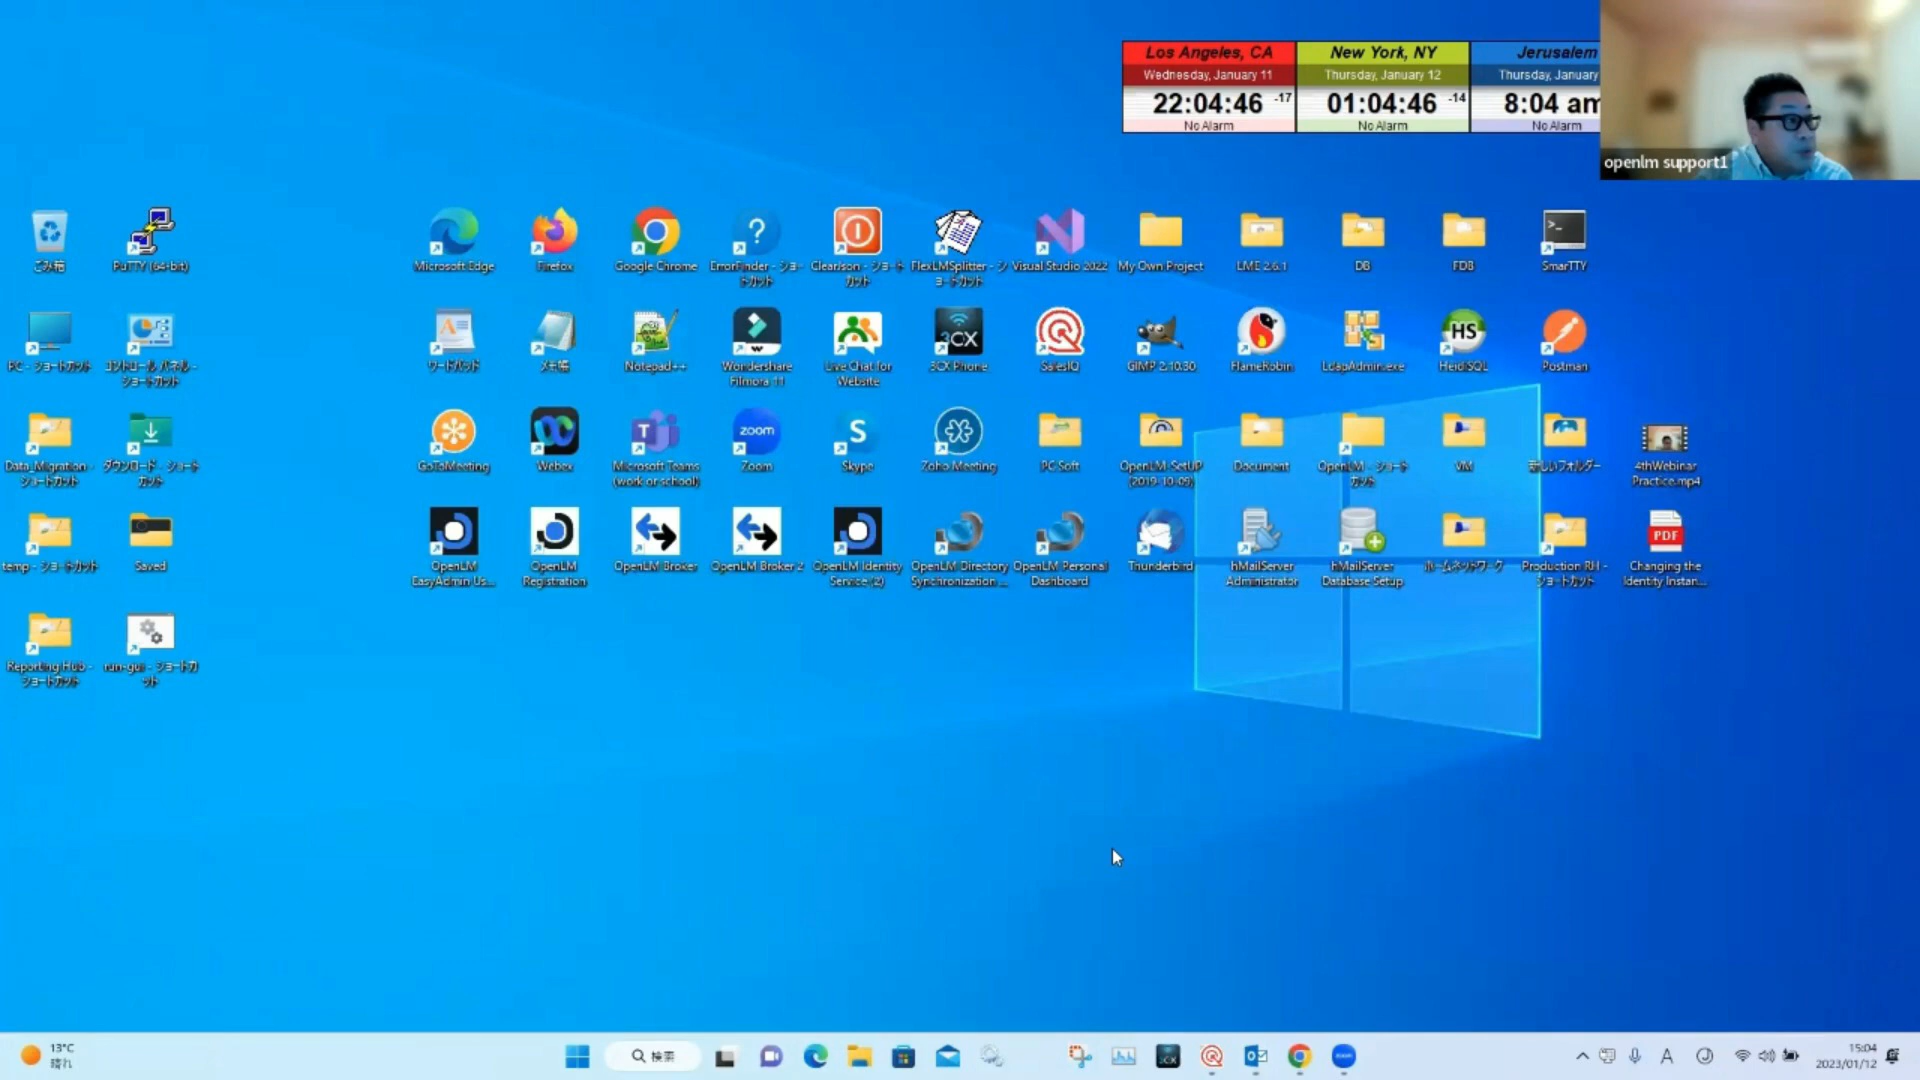 Los Angeles, CA
Wednesday, January 11
22:04:46 -17
No Alarm
New York, NY
Thursday, January 12
01:04:46 -14
No Alarm
Jerusalem
Thursday, January
8:04 am
No Alarm
openlm support1
ごみ箱
PuTTY (64-bit)
Microsoft Edge
Firefox
Google Chrome
ErrorFinder - ショー
トカット
ClearJson - ショート
カット
FlexLMSplitter - シ
ョートカット
Visual Studio 2022
My Own Project
LME 2.6.1
DB
FDB
SmarTTY
PC - ショートカット
コントロール パネル -
ショートカット
ワードパッド
メモ帳
Notepad++
Wondershare
Filmora 11
Live Chat for
Website
3CX
3CX Phone
SalesIQ
GIMP 2.10.30
FlameRobin
LdapAdmin.exe
HS
HeidiSQL
Postman
Data_Migration -
ショートカット
ダウンロード - ショート
カット
GoToMeeting
Webex
Microsoft Teams
(work or school)
zoom
Zoom
Skype
Zoho Meeting
PC Soft
OpenLM-SetUP
(2019-10-09)
Document
OpenLM - ショートカ
ット
VM
新しいフォルダー
4thWebinar
Practice.mp4
temp - ショートカット
Saved
OpenLM
EasyAdmin Us...
OpenLM
Registration
OpenLM Broker
OpenLM Broker 2
OpenLM Identity
Service (2)
OpenLM Directory
Synchronization ...
OpenLM Personal
Dashboard
Thunderbird
hMailServer
Administrator
hMailServer
Database Setup
ホームネットワーク
Production RH -
ショートカット
PDF
Changing the
Identity Instan...
Reporting Hub -
ショートカット
run-gui - ショートカ
ット
13°C
晴れ
検索
A
15:04
2023/01/12